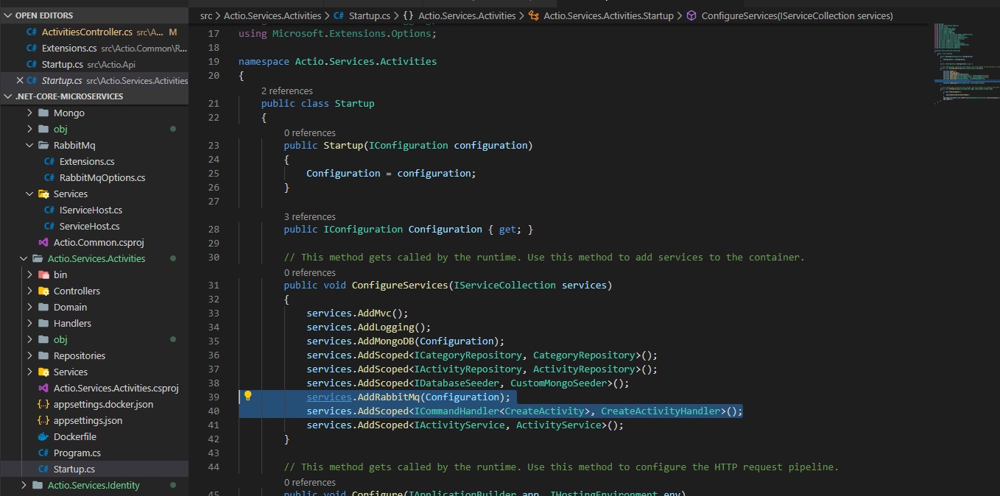 OPEN EDITORS
C# ActivitiesController.cs src\A... M
C# Extensions.cs src\Actio.Common\R...
C# Startup.cs src\Actio.Api
C# Startup.cs src\Actio.Services.Activities
.NET-CORE-MICROSERVICES
Mongo
obj
RabbitMq
C# Extensions.cs
C# RabbitMqOptions.cs
Services
C# IServiceHost.cs
C# ServiceHost.cs
Actio.Common.csproj
Actio.Services.Activities
bin
Controllers
Domain
Handlers
obj
Repositories
Services
Actio.Services.Activities.csproj
{..} appsettings.docker.json
{..} appsettings.json
Dockerfile
C# Program.cs
C# Startup.cs
Actio.Services.Identity
src > Actio.Services.Activities > C# Startup.cs > {} Actio.Services.Activities > Actio.Services.Activities.Startup > ConfigureServices(IServiceCollection services)
17 using Microsoft.Extensions.Options;
18
19 namespace Actio.Services.Activities
20 {
2 references
21 public class Startup
22 {
0 references
23 public Startup(IConfiguration configuration)
24 {
25 Configuration = configuration;
26 }
27
3 references
28 public IConfiguration Configuration { get; }
29
30 // This method gets called by the runtime. Use this method to add services to the container.
0 references
31 public void ConfigureServices(IServiceCollection services)
32 {
33 services.AddMvc();
34 services.AddLogging();
35 services.AddMongoDB(Configuration);
36 services.AddScoped<ICategoryRepository, CategoryRepository>();
37 services.AddScoped<IActivityRepository, ActivityRepository>();
38 services.AddScoped<IDatabaseSeeder, CustomMongoSeeder>();
39 services.AddRabbitMq(Configuration);
40 services.AddScoped<ICommandHandler<CreateActivity>, CreateActivityHandler>();
41 services.AddScoped<IActivityService, ActivityService>();
42 }
43
44 // This method gets called by the runtime. Use this method to configure the HTTP request pipeline.
0 references
45 public void Configure(IApplicationBuilder app, IHostingEnvironment env)